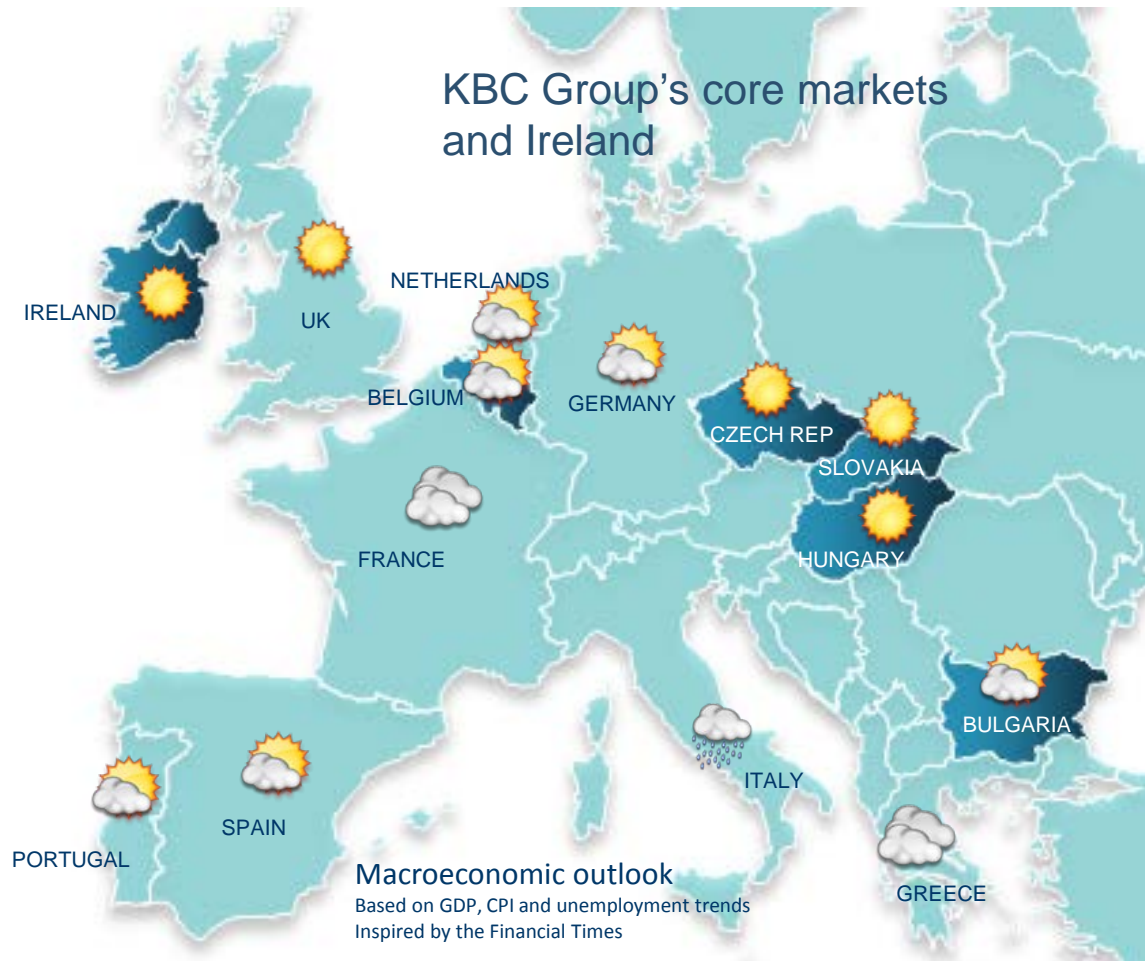 KBC Group's core markets
and Ireland
NETHERLANDS
IRELAND
UK
BELGIUM
GERMANY
CZECH REP
SLOVAKIA
FRANCE
HUNGARY
BULGARIA
ITALY
SPAIN
PORTUGAL
GREECE
Macroeconomic outlook
Based on GDP, CPI and unemployment trends
Inspired by the Financial Times